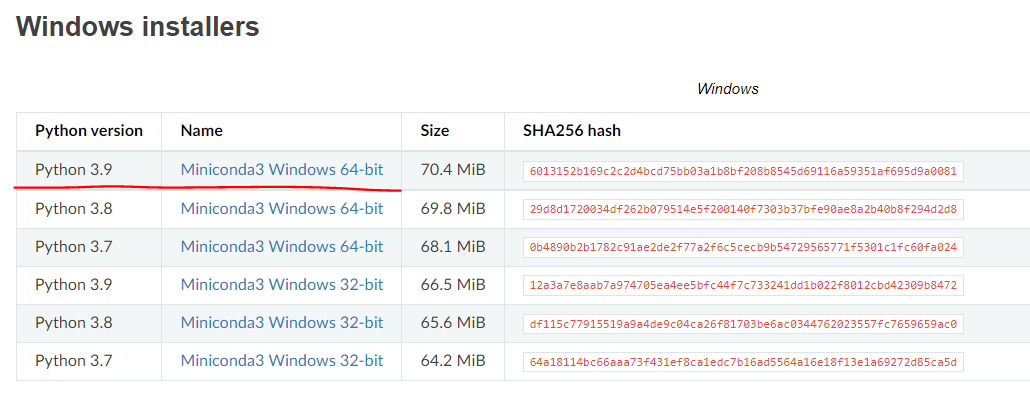 Windows installers
Windows
Python version Name Size SHA256 hash
Python 3.9 Miniconda3 Windows 64-bit 70.4 MiB 6013152b169c2c2d4bcd75bb03a1b8bf208b8545d69116a59351af695d9a0081
Python 3.8 Miniconda3 Windows 64-bit 69.8 MiB 29d8d1720034df262b079514e5f200140f7303b37bfe90ae8a2b40b8f294d2d8
Python 3.7 Miniconda3 Windows 64-bit 68.1 MiB 0b4890b2b1782c91ae2de2f77a2f6c5cecb9b54729565771f5301c1fc60fa024
Python 3.9 Miniconda3 Windows 32-bit 66.5 MiB 12a3a7e8aab7a974705ea4ee5bfc44f7c733241dd1b022f8012cbd42309b8472
Python 3.8 Miniconda3 Windows 32-bit 65.6 MiB df115c77915519a9a4de9c04ca26f81703be6ac0344762023557fc7659659ac0
Python 3.7 Miniconda3 Windows 32-bit 64.2 MiB 64a18114bc66aaa73f431ef8ca1edc7b16ad5564a16e18f13e1a69272d85ca5d